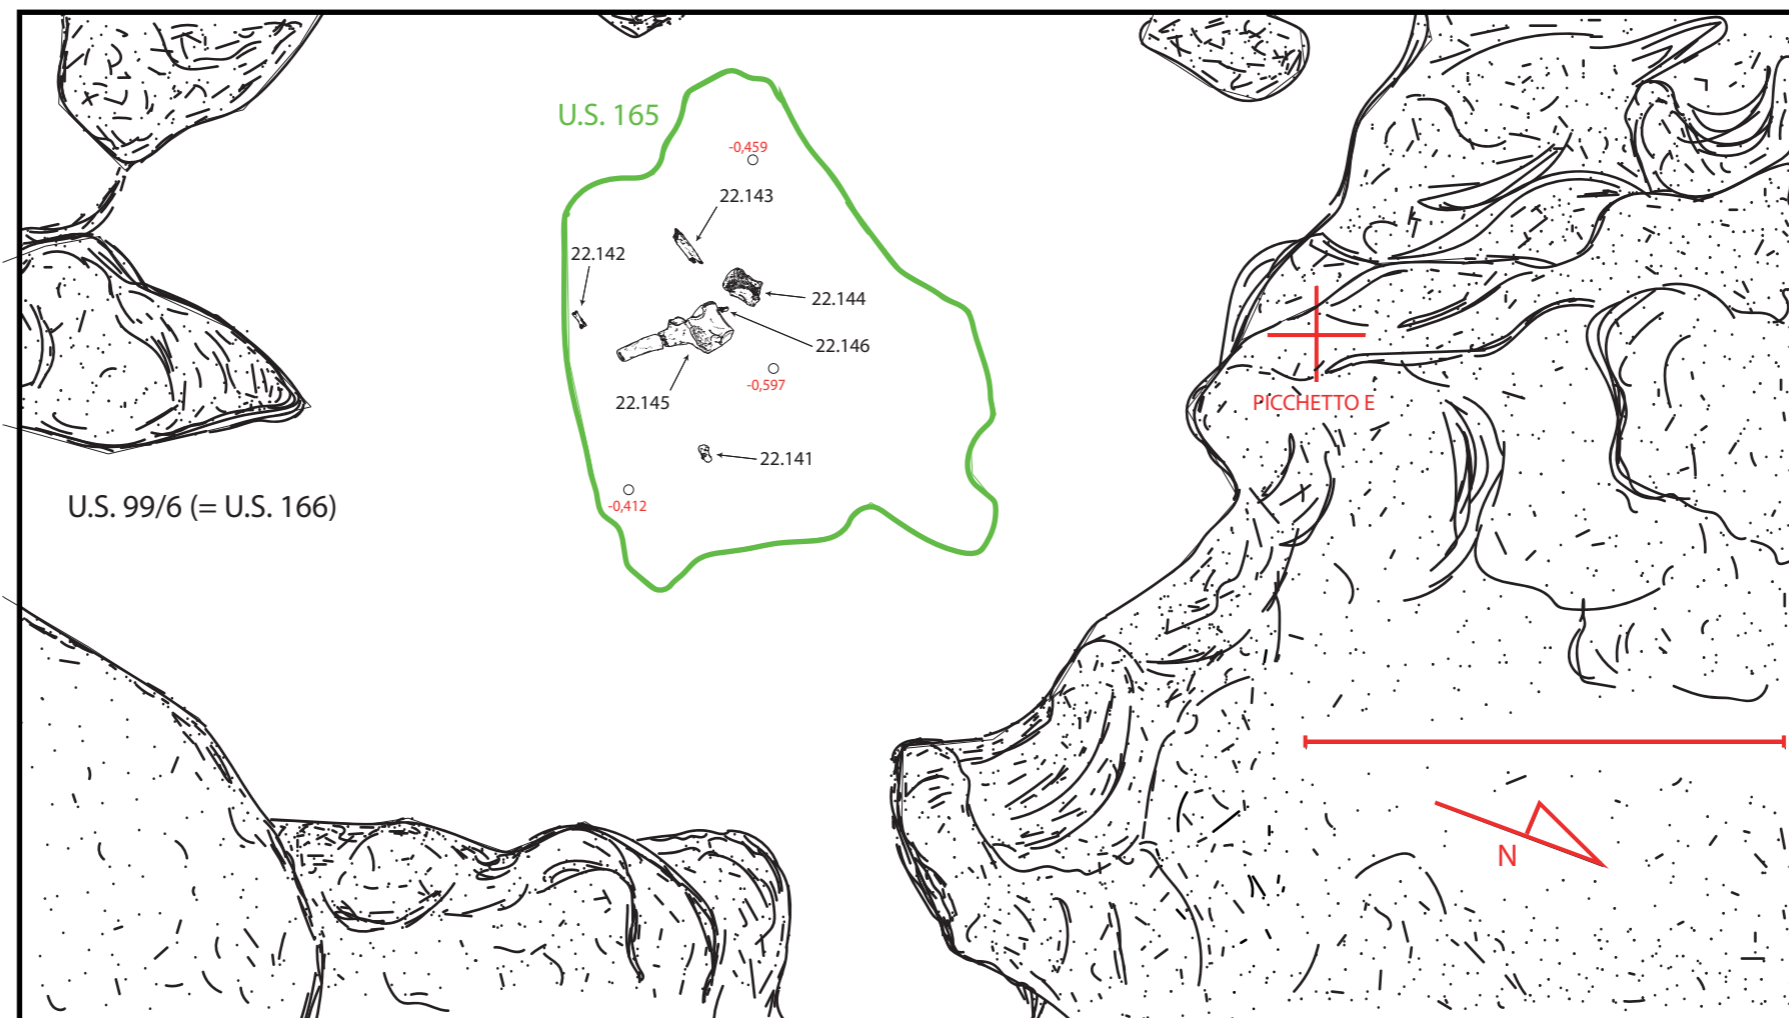 U.S. 165
-0,459
22.143
22.142
22.144
22.146
-0,597
22.145
PICCHETTO E
22.141
-0,412
U.S. 99/6 (= U.S. 166)
N